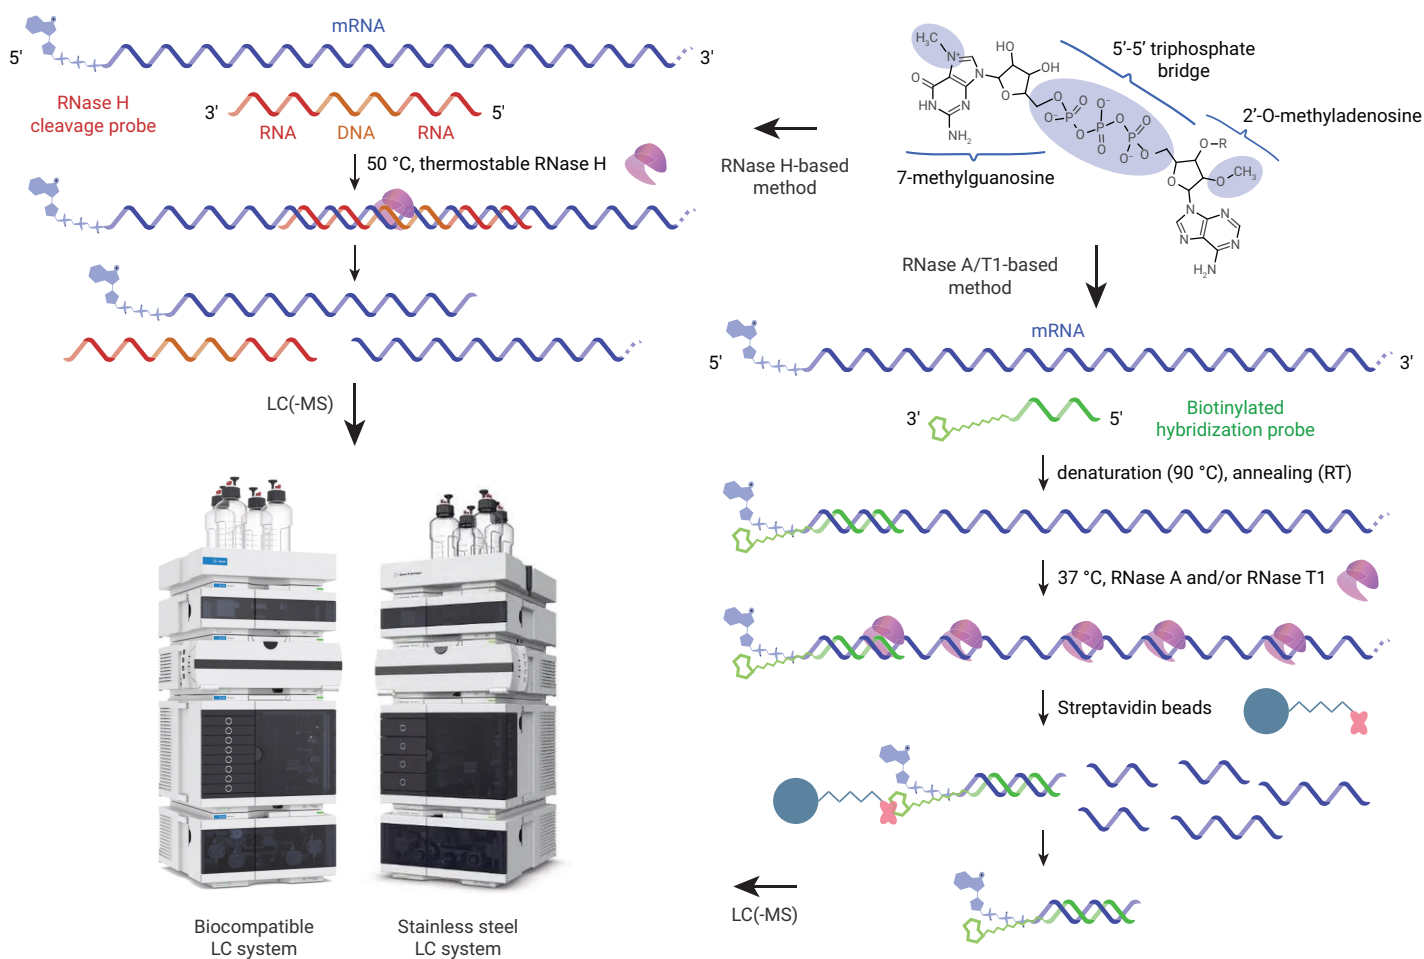 mRNA
5'
3'
RNase H
cleavage probe
3'
5'
RNA
DNA
RNA
50 °C, thermostable RNase H
LC(-MS)
Biocompatible
LC system
Stainless steel
LC system
RNase H-based
method
H₃C
N⁺
N
O
HN
N
N
NH₂
HO
OH
O
O
O
P
O⁻
O
O⁻
P
O
O
O
P
O⁻
O
O
O–R
O
CH₃
N
N
N
N
H₂N
5'-5' triphosphate
bridge
2'-O-methyladenosine
7-methylguanosine
RNase A/T1-based
method
mRNA
5'
3'
3'
5'
Biotinylated
hybridization probe
denaturation (90 °C), annealing (RT)
37 °C, RNase A and/or RNase T1
Streptavidin beads
LC(-MS)